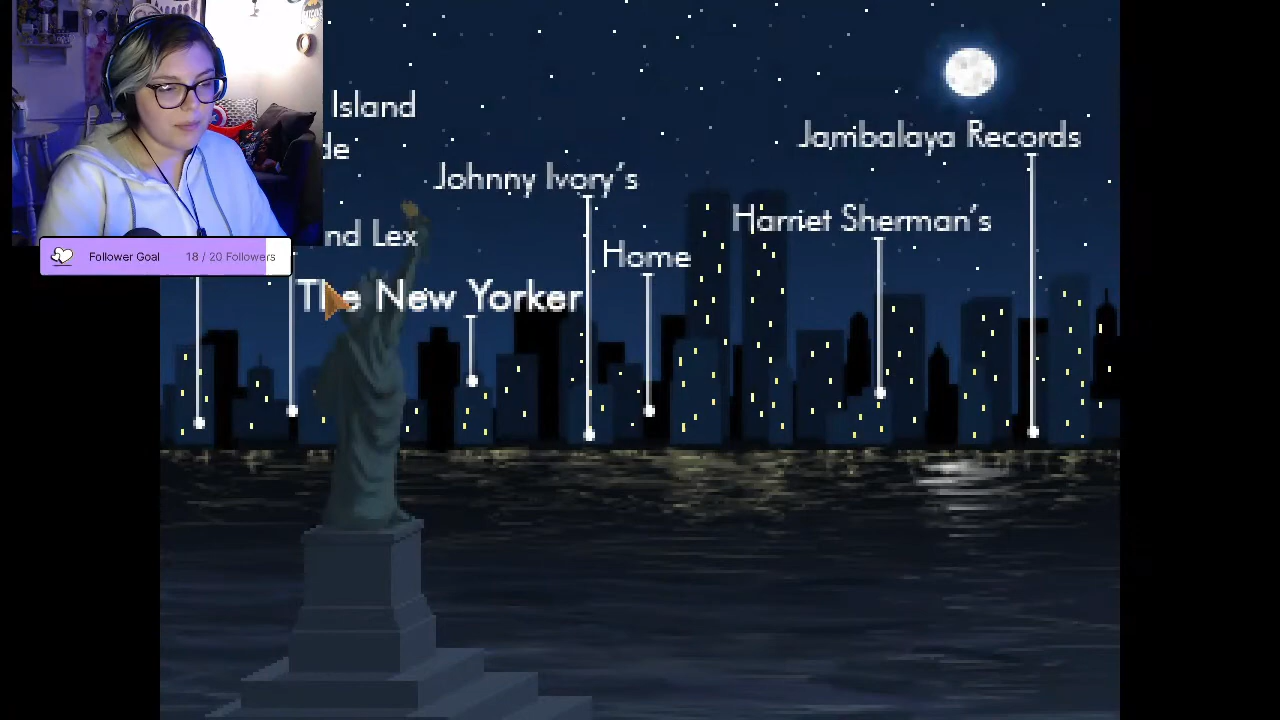 Island
de
Jambalaya Records
Johnny Ivory's
Harriet Sherman's
nd Lex
Home
Follower Goal 18 / 20 Followers
The New Yorker